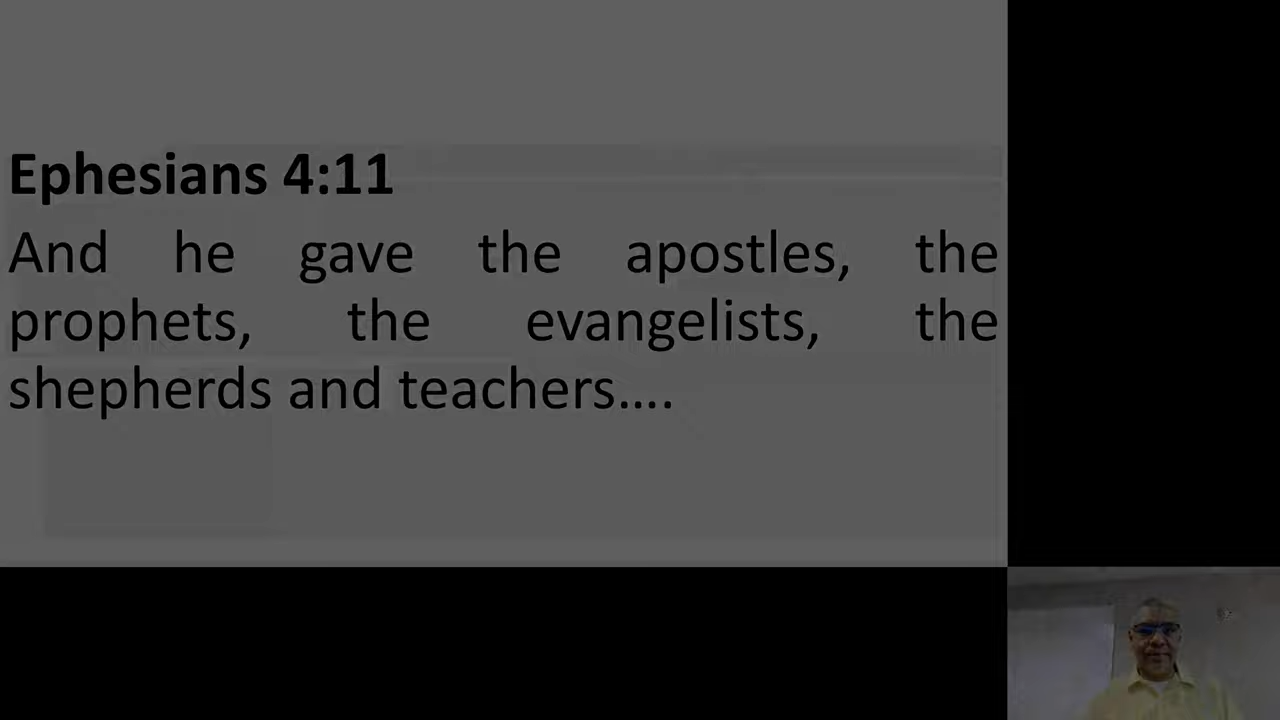 Ephesians 4:11
And he gave the apostles, the
prophets, the evangelists, the
shepherds and teachers....